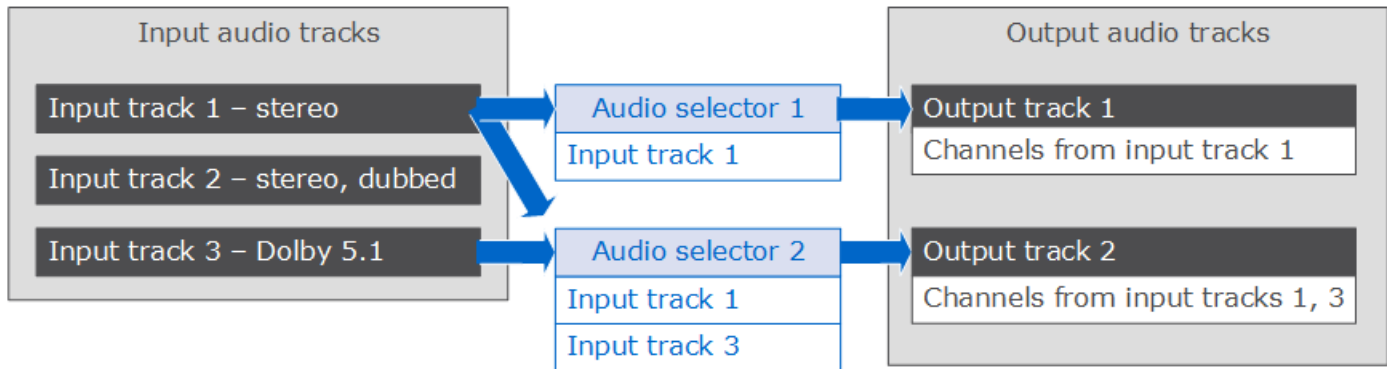 Input audio tracks
Input track 1 – stereo
Input track 2 – stereo, dubbed
Input track 3 – Dolby 5.1
Audio selector 1
Input track 1
Audio selector 2
Input track 1
Input track 3
Output audio tracks
Output track 1
Channels from input track 1
Output track 2
Channels from input tracks 1, 3